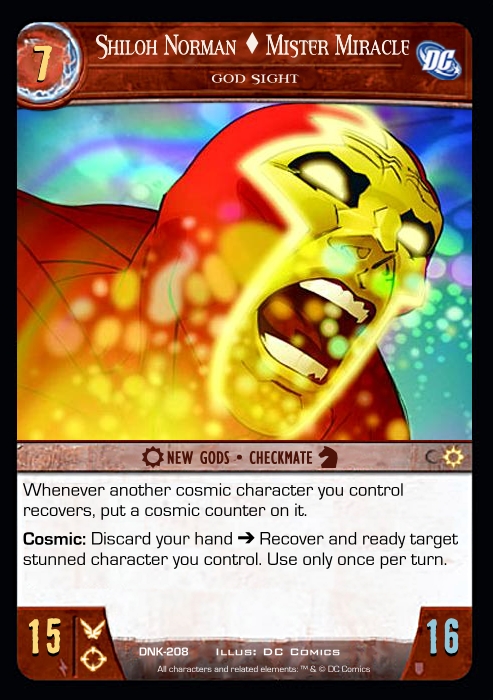 7
SHILOH NORMAN ♦ MISTER MIRACLE
GOD SIGHT
DC
NEW GODS • CHECKMATE
Whenever another cosmic character you control
recovers, put a cosmic counter on it.
Cosmic: Discard your hand ➔ Recover and ready target
stunned character you control. Use only once per turn.
15
DNK-208 ILLUS: DC COMICS
All characters and related elements: ™ & © DC Comics
16